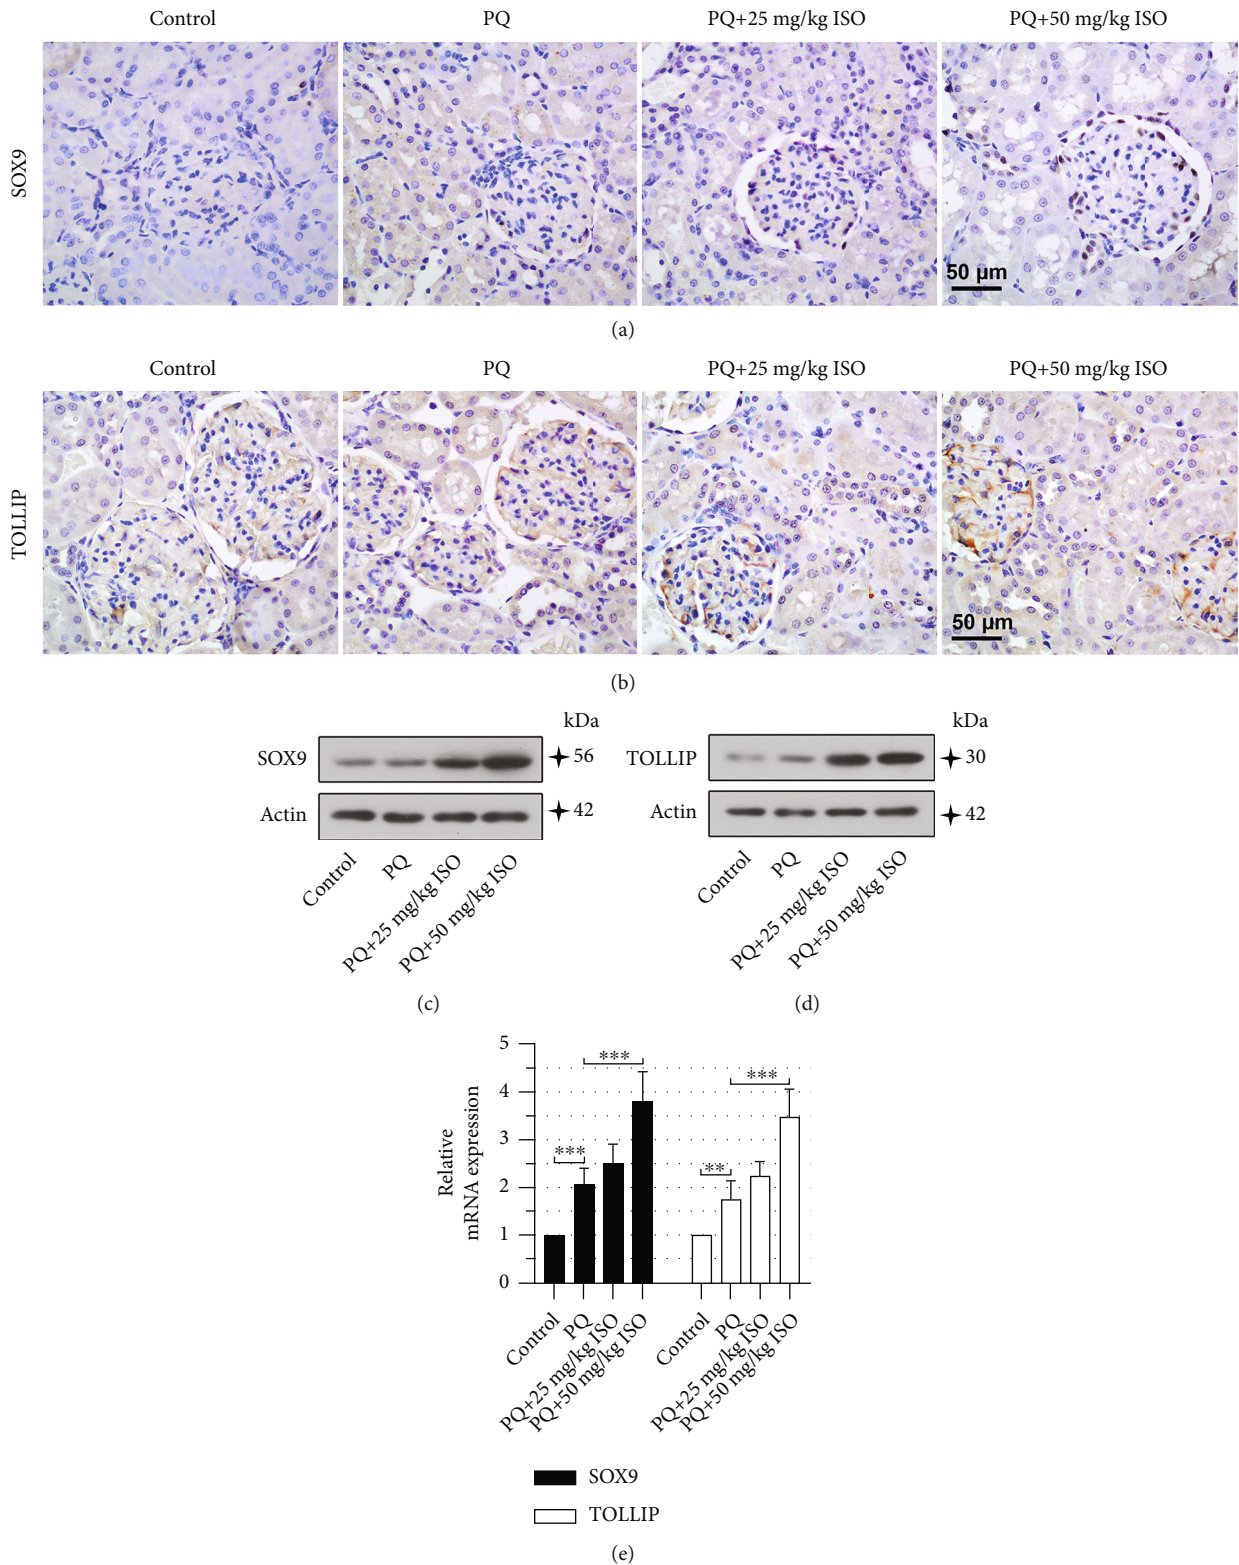 Control PQ PQ+25 mg/kg ISO PQ+50 mg/kg ISO
SOX9
50 μm
(a)
Control PQ PQ+25 mg/kg ISO PQ+50 mg/kg ISO
TOLLIP
50 μm
(b)
kDa
SOX9 56
Actin 42
Control PQ PQ+25 mg/kg ISO PQ+50 mg/kg ISO
(c)
kDa
TOLLIP 30
Actin 42
Control PQ PQ+25 mg/kg ISO PQ+50 mg/kg ISO
(d)
Relative
mRNA expression
5
4
3
2
1
0
*** ***
** ***
Control PQ PQ+25 mg/kg ISO PQ+50 mg/kg ISO
Control PQ PQ+25 mg/kg ISO PQ+50 mg/kg ISO
SOX9
TOLLIP
(e)